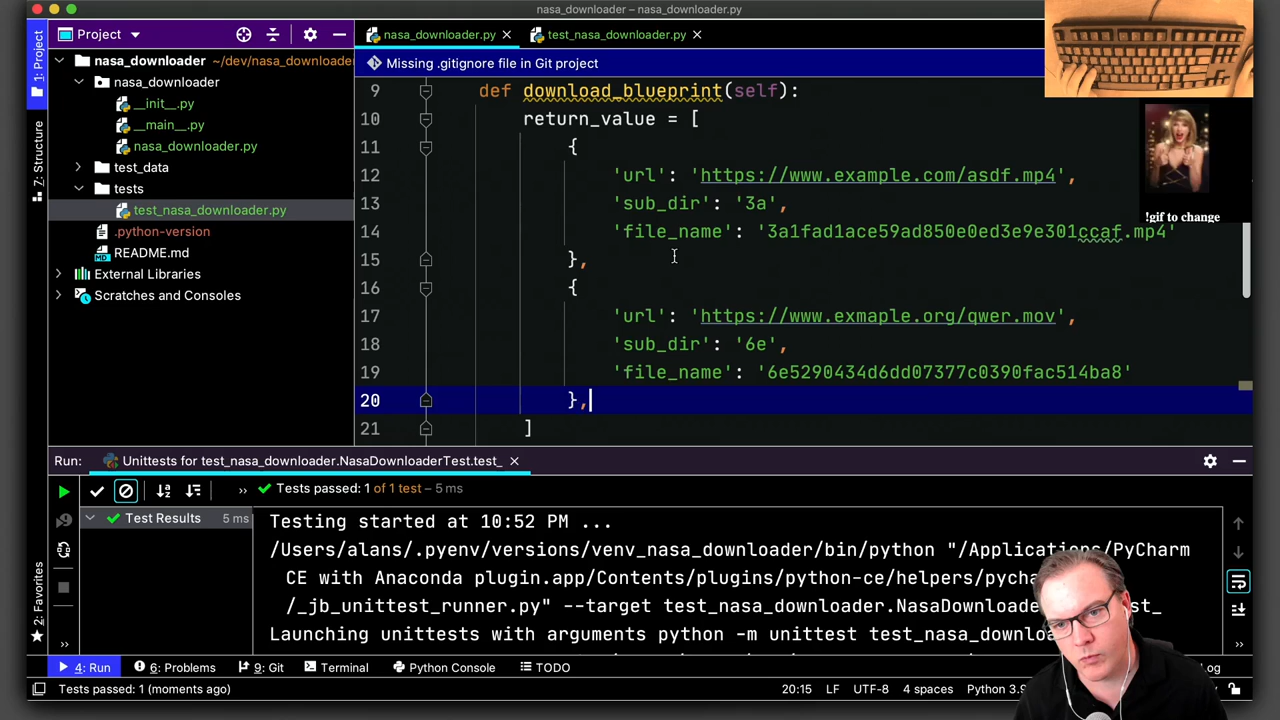 nasa_downloader – nasa_downloader.py
1: Project
Project
nasa_downloader.py
test_nasa_downloader.py
Missing .gitignore file in Git project
nasa_downloader ~/dev/nasa_downloader
nasa_downloader
__init__.py
__main__.py
nasa_downloader.py
test_data
tests
test_nasa_downloader.py
.python-version
README.md
External Libraries
Scratches and Consoles
7: Structure
2: Favorites
9 def download_blueprint(self):
10 return_value = [
11 {
12 'url': 'https://www.example.com/asdf.mp4',
13 'sub_dir': '3a',
14 'file_name': '3a1fad1ace59ad850e0ed3e9e301ccaf.mp4'
15 },
16 {
17 'url': 'https://www.exmaple.org/qwer.mov',
18 'sub_dir': '6e',
19 'file_name': '6e5290434d6dd07377c0390fac514ba8'
20 },
21 ]
!gif to change
Run: Unittests for test_nasa_downloader.NasaDownloaderTest.test_
Tests passed: 1 of 1 test – 5 ms
Test Results 5 ms
Testing started at 10:52 PM ...
/Users/alans/.pyenv/versions/venv_nasa_downloader/bin/python "/Applications/PyCharm
CE with Anaconda plugin.app/Contents/plugins/python-ce/helpers/pycha
/_jb_unittest_runner.py" --target test_nasa_downloader.NasaDownloade st_
Launching unittests with arguments python -m unittest test_nasa_downloa
4: Run
6: Problems
9: Git
Terminal
Python Console
TODO
Log
Tests passed: 1 (moments ago)
20:15 LF UTF-8 4 spaces Python 3.9